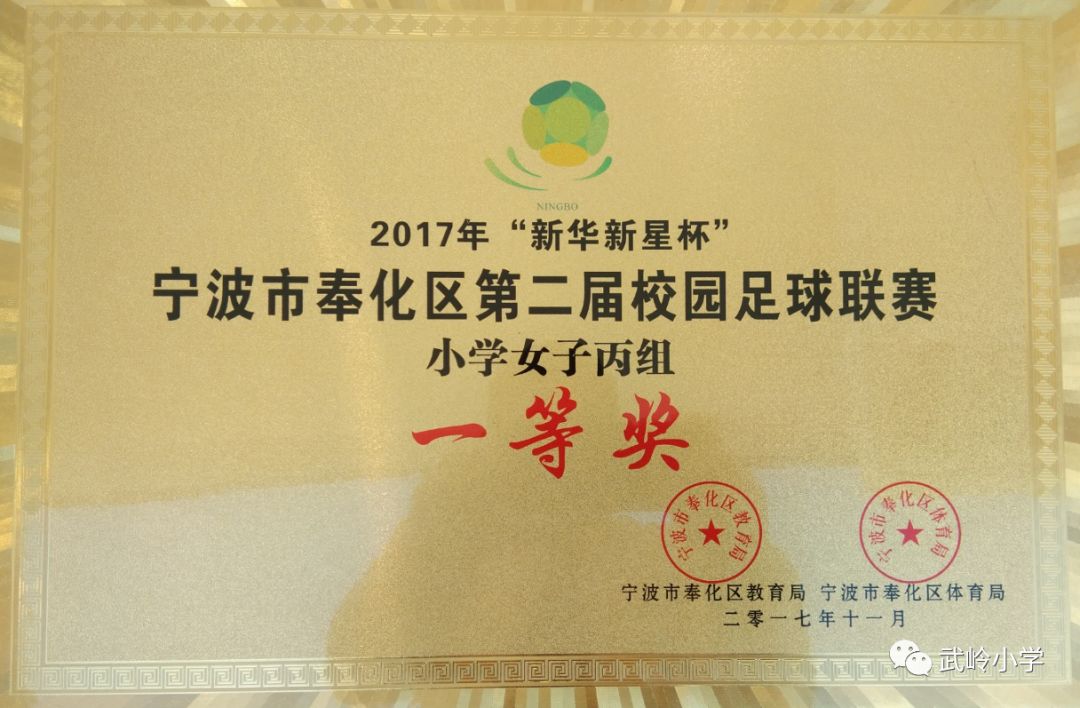 NINGBO
2017年“新华新星杯”
宁波市奉化区第二届校园足球联赛
小学女子丙组
一等奖
宁波市奉化区教育局
宁波市奉化区体育局
宁波市奉化区教育局 宁波市奉化区体育局
二零一七年十一月
武岭小学